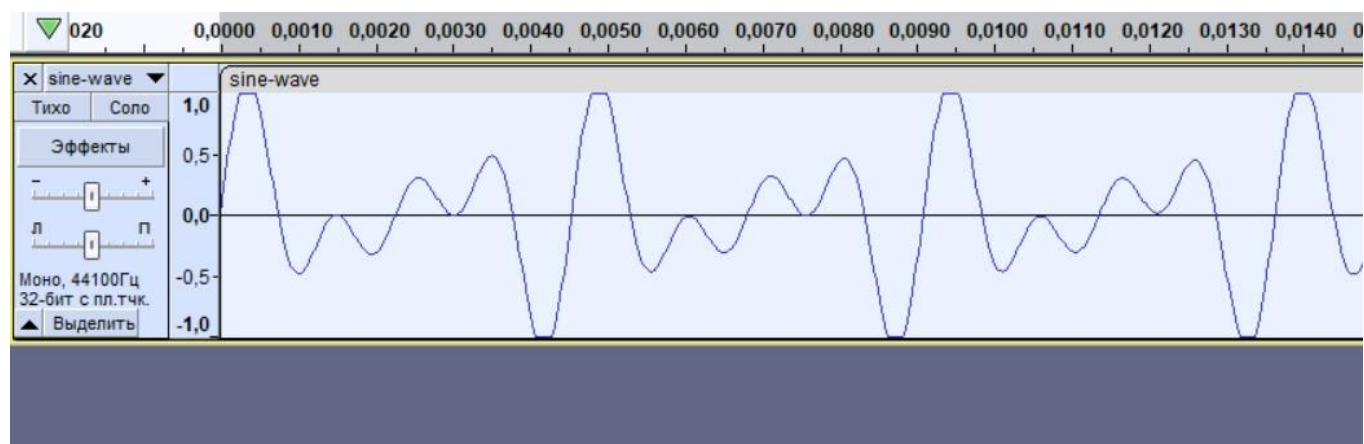 020 0,0000 0,0010 0,0020 0,0030 0,0040 0,0050 0,0060 0,0070 0,0080 0,0090 0,0100 0,0110 0,0120 0,0130 0,0140 0
× sine-wave ▼ sine-wave
Тихо Соло 1,0
Эффекты 0,5
- +
0,0
Л П
Моно, 44100Гц -0,5
32-бит с пл.тчк.
▲ Выделить -1,0